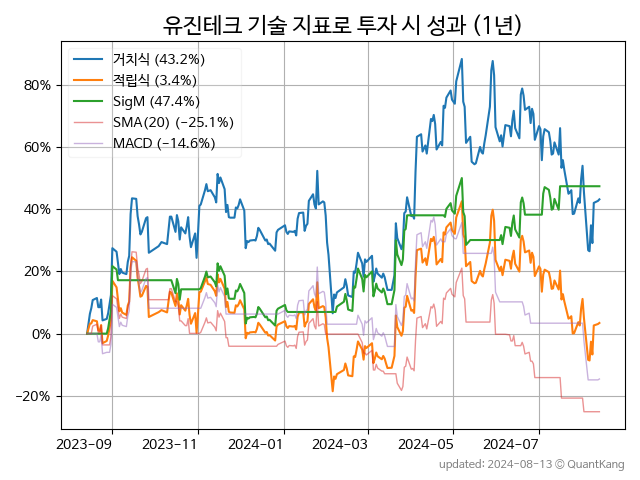 유진테크 기술 지표로 투자 시 성과 (1년)
거치식 (43.2%)
적립식 (3.4%)
SigM (47.4%)
SMA(20) (−25.1%)
MACD (−14.6%)
80%
60%
40%
20%
0%
−20%
2023-09
2023-11
2024-01
2024-03
2024-05
2024-07
updated: 2024-08-13 © QuantKang